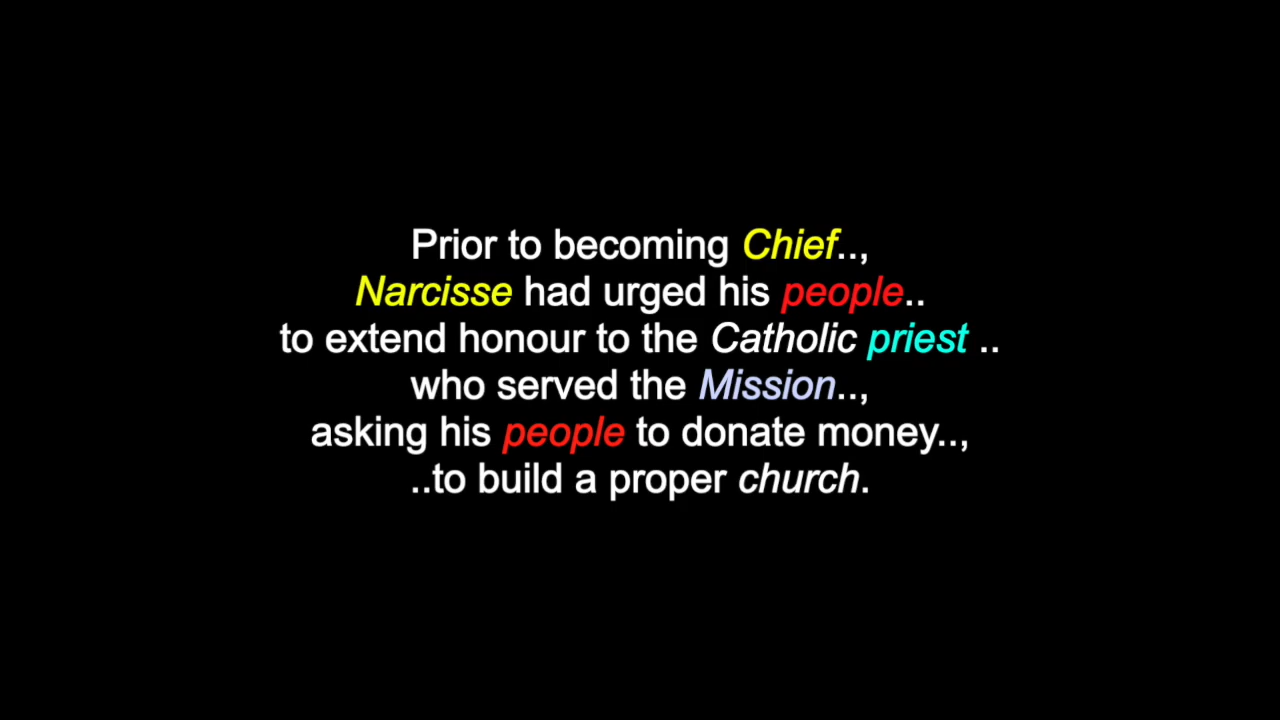 Prior to becoming Chief..,
Narcisse had urged his people..
to extend honour to the Catholic priest ..
who served the Mission..,
asking his people to donate money..,
..to build a proper church.